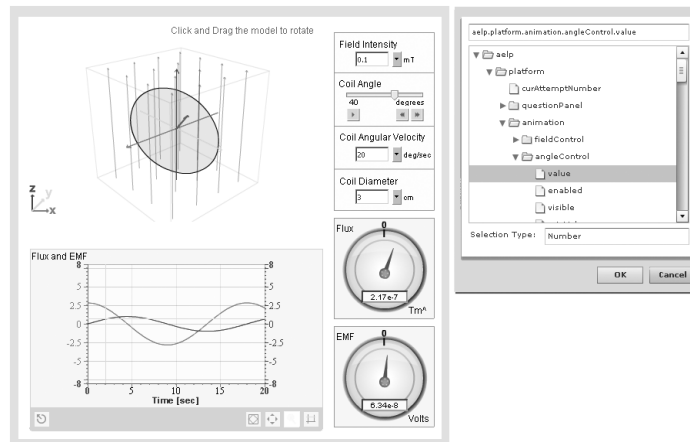 Click and Drag the model to rotate
z
y
x
Field Intensity
0.1 mT
Coil Angle
40 degrees
Coil Angular Velocity
20 deg/sec
Coil Diameter
3 cm
Flux
0
2.17e-7
Tm^
EMF
0
6.34e-8
Volts
Flux and EMF
8 8
5 5
2.5 2.5
0 0
-2.5 -2.5
-5 -5
-8 -8
0 5 10 15 20
Time [sec]
aelp.platform.animation.angleControl.value
aelp
platform
curAttemptNumber
questionPanel
animation
fieldControl
angleControl
value
enabled
visible
Selection Type: Number
OK Cancel